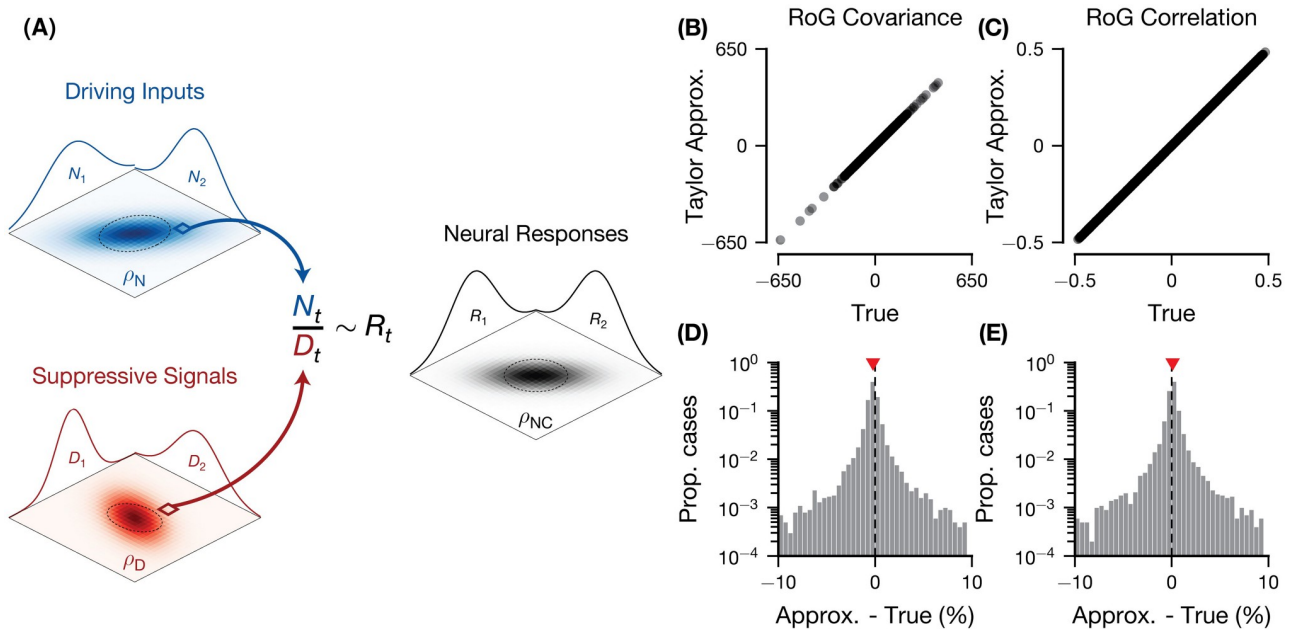 (A)
Driving Inputs
N1
N2
ρN
Suppressive Signals
D1
D2
ρD
Nt
Dt
~ Rt
Neural Responses
R1
R2
ρNC
(B)
RoG Covariance
650
0
−650
Taylor Approx.
−650
0
650
True
(C)
RoG Correlation
0.5
0
−0.5
Taylor Approx.
−0.5
0
0.5
True
(D)
10^0
10^−1
10^−2
10^−3
10^−4
Prop. cases
−10
0
10
Approx. - True (%)
(E)
10^0
10^−1
10^−2
10^−3
10^−4
Prop. cases
−10
0
10
Approx. - True (%)